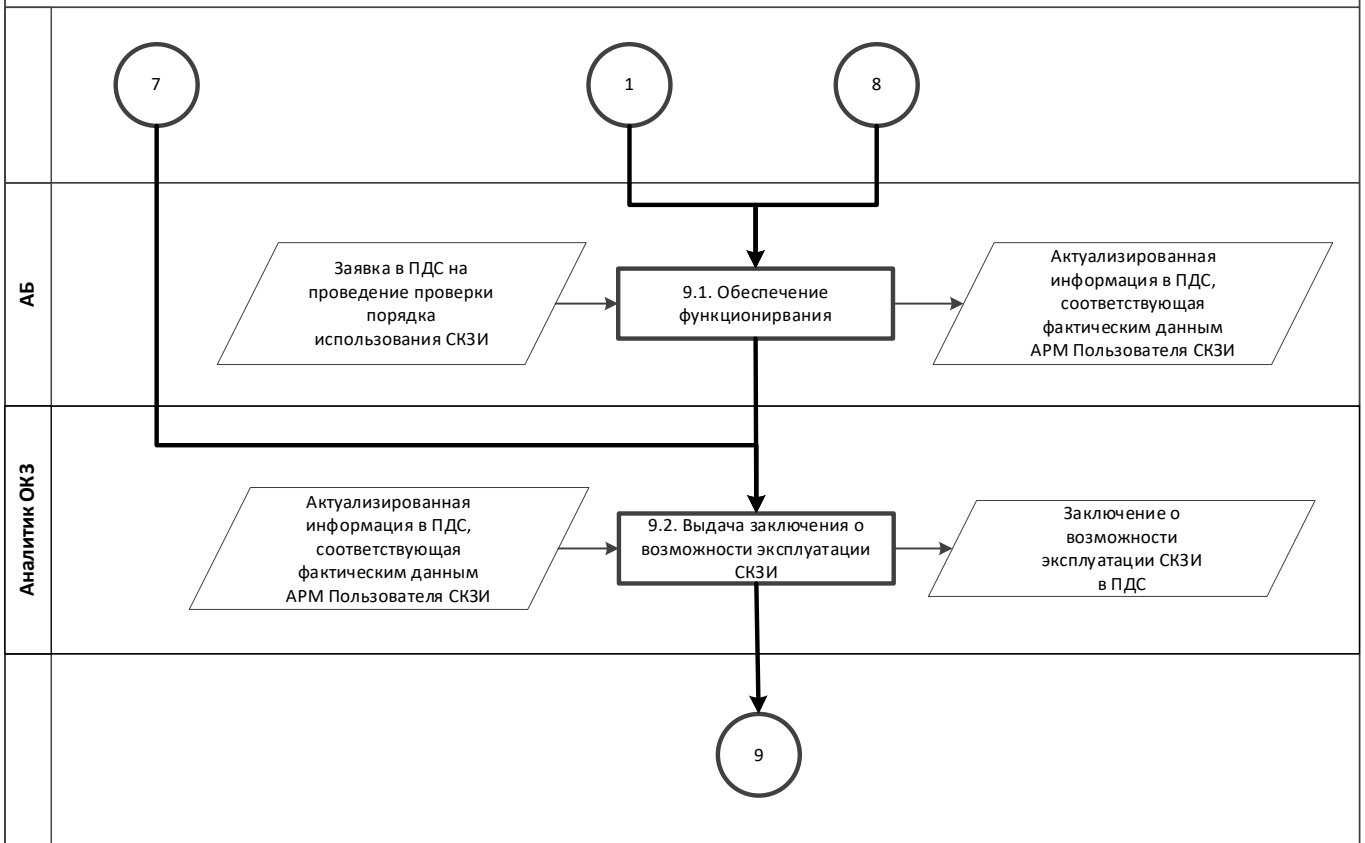 7
1
8
АБ
Заявка в ПДС на
проведение проверки
порядка
использования СКЗИ
9.1. Обеспечение
функционирвания
Актуализированная
информация в ПДС,
соответствующая
фактическим данным
АРМ Пользователя СКЗИ
Аналитик ОКЗ
Актуализированная
информация в ПДС,
соответствующая
фактическим данным
АРМ Пользователя СКЗИ
9.2. Выдача заключения о
возможности эксплуатации
СКЗИ
Заключение о
возможности
эксплуатации СКЗИ
в ПДС
9